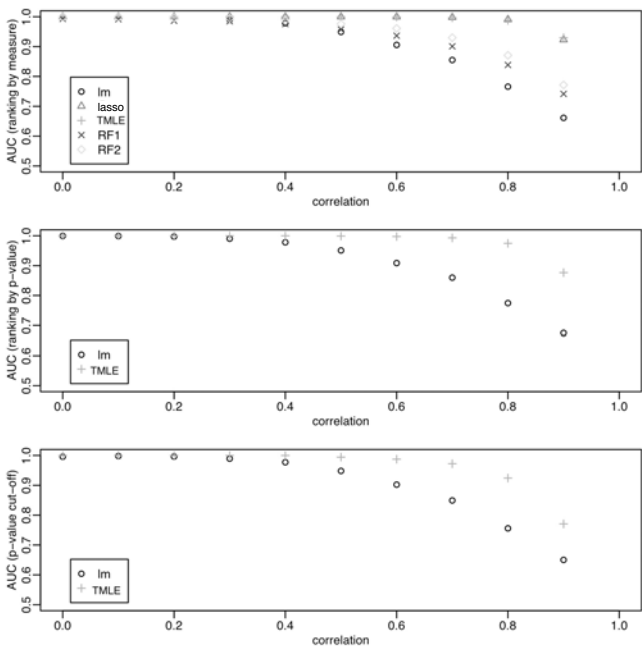 AUC (ranking by measure)
1.0
0.9
0.8
0.7
0.6
0.5
lm
lasso
TMLE
RF1
RF2
0.0 0.2 0.4 0.6 0.8 1.0
correlation
AUC (ranking by p-value)
1.0
0.9
0.8
0.7
0.6
0.5
lm
TMLE
0.0 0.2 0.4 0.6 0.8 1.0
correlation
AUC (p-value cut-off)
1.0
0.9
0.8
0.7
0.6
0.5
lm
TMLE
0.0 0.2 0.4 0.6 0.8 1.0
correlation